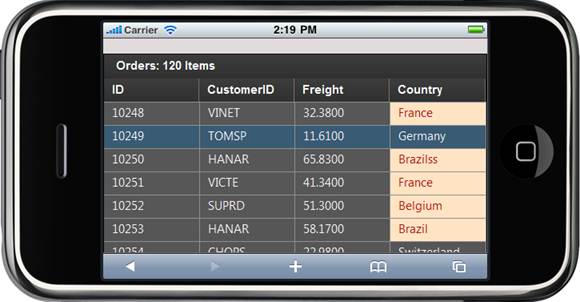 Carrier 2:19 PM
Orders: 120 Items
ID CustomerID Freight Country
10248 VINET 32.3800 France
10249 TOMSP 11.6100 Germany
10250 HANAR 65.8300 Brazilss
10251 VICTE 41.3400 France
10252 SUPRD 51.3000 Belgium
10253 HANAR 58.1700 Brazil
10254 CHOPS 22.9800 Switzerland